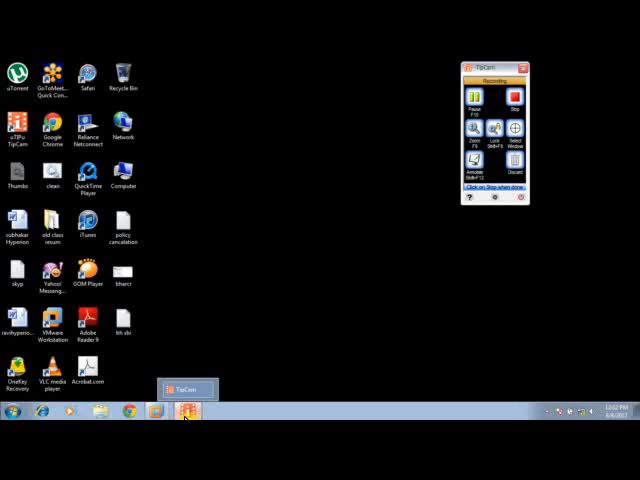 uTorrent
GoToMeet...
Quick Con...
Safari
Recycle Bin
uTIPu
TipCam
Google
Chrome
Reliance
Netconnect
Network
Thumbs
clean
QuickTime
Player
Computer
subhakar
Hyperion
old class
resum
iTunes
policy
cancalation
skyp
Yahoo!
Messeng...
GOM Player
bharci
ravihyperio...
VMware
Workstation
Adobe
Reader 9
bh sbi
OneKey
Recovery
VLC media
player
Acrobat.com
TipCam
Recording
Pause
F10
Stop
Zoom
F9
Lock
Shift+F9
Select
Window
Annotate
Shift+F12
Discard
Click on Stop when done
TipCam
12:02 PM